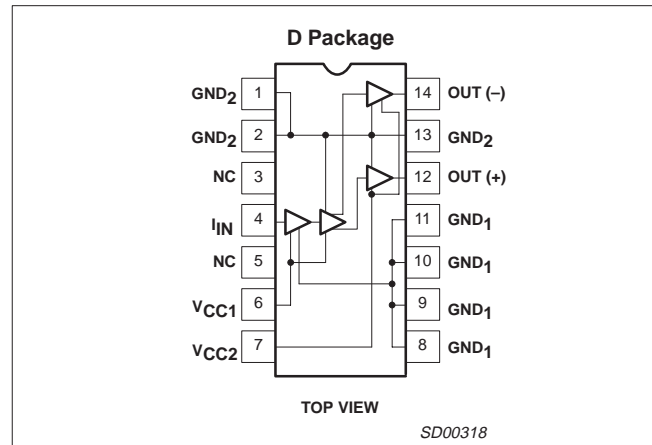 D Package
GND2 1 14 OUT (–)
GND2 2 13 GND2
NC 3 12 OUT (+)
IIN 4 11 GND1
NC 5 10 GND1
VCC1 6 9 GND1
VCC2 7 8 GND1
TOP VIEW
SD00318